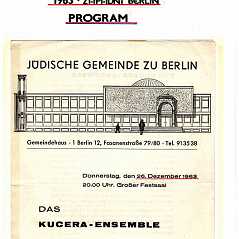 1963 · ZIMFIDNT BERLIN
PROGRAM
JÜDISCHE GEMEINDE ZU BERLIN
Gemeindehaus - 1 Berlin 12, Fasanenstraße 79/80 - Tel. 913538
Donnerstag, den 26. Dezember 1963,
20.00 Uhr, Großer Festsaal
DAS
KUCERA-ENSEMBLE